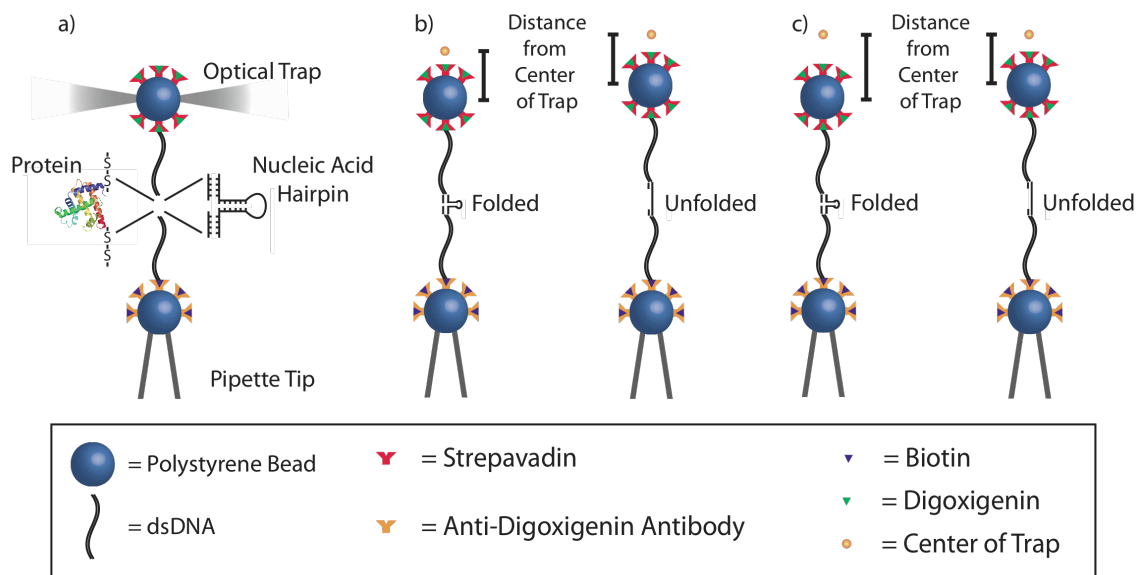 a)
Optical Trap
Protein
S
S
S
S
Nucleic Acid
Hairpin
Pipette Tip
b)
Distance
from
Center
of Trap
Folded
Unfolded
c)
Distance
from
Center
of Trap
Folded
Unfolded
= Polystyrene Bead
= dsDNA
= Strepavadin
= Anti-Digoxigenin Antibody
= Biotin
= Digoxigenin
= Center of Trap